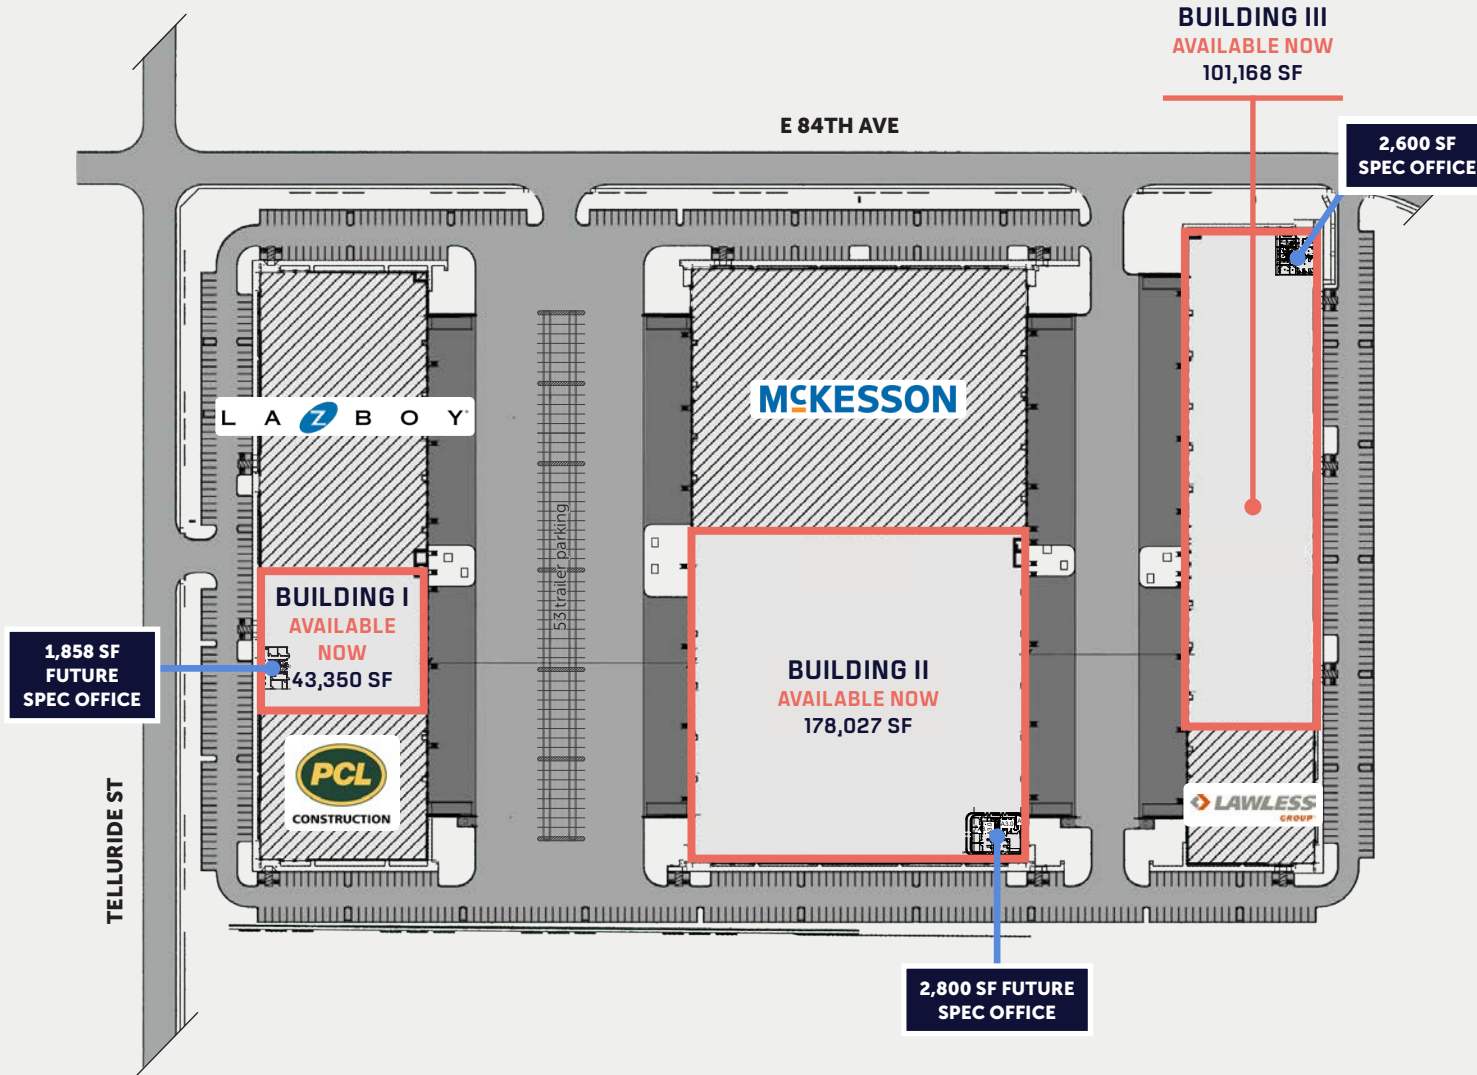 BUILDING III
AVAILABLE NOW
101,168 SF
E 84TH AVE
2,600 SF
SPEC OFFICE
LAZBOY
McKESSON
53 trailer parking
BUILDING I
AVAILABLE
NOW
43,350 SF
1,858 SF
FUTURE
SPEC OFFICE
BUILDING II
AVAILABLE NOW
178,027 SF
PCL
CONSTRUCTION
LAWLESS
GROUP
TELLURIDE ST
2,800 SF FUTURE
SPEC OFFICE